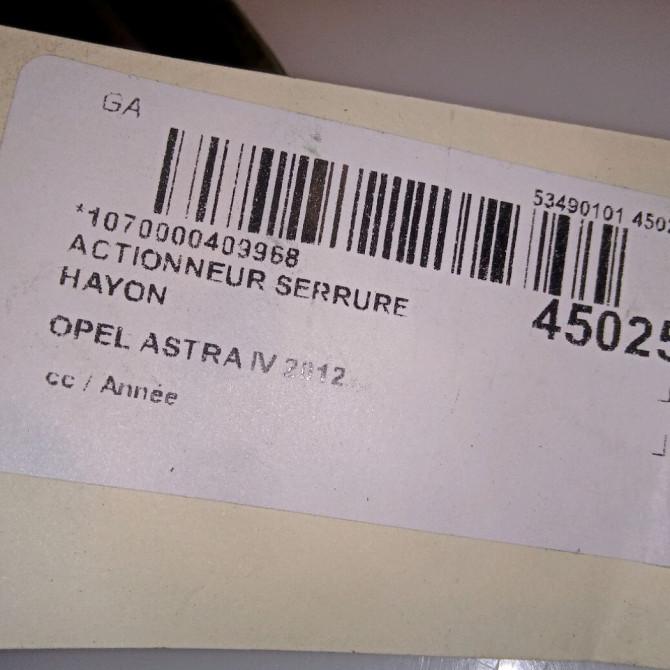 GA
53490101 450
*1070000409968
ACTIONNEUR SERRURE
HAYON
45025
OPEL ASTRA IV 2012
cc / Année